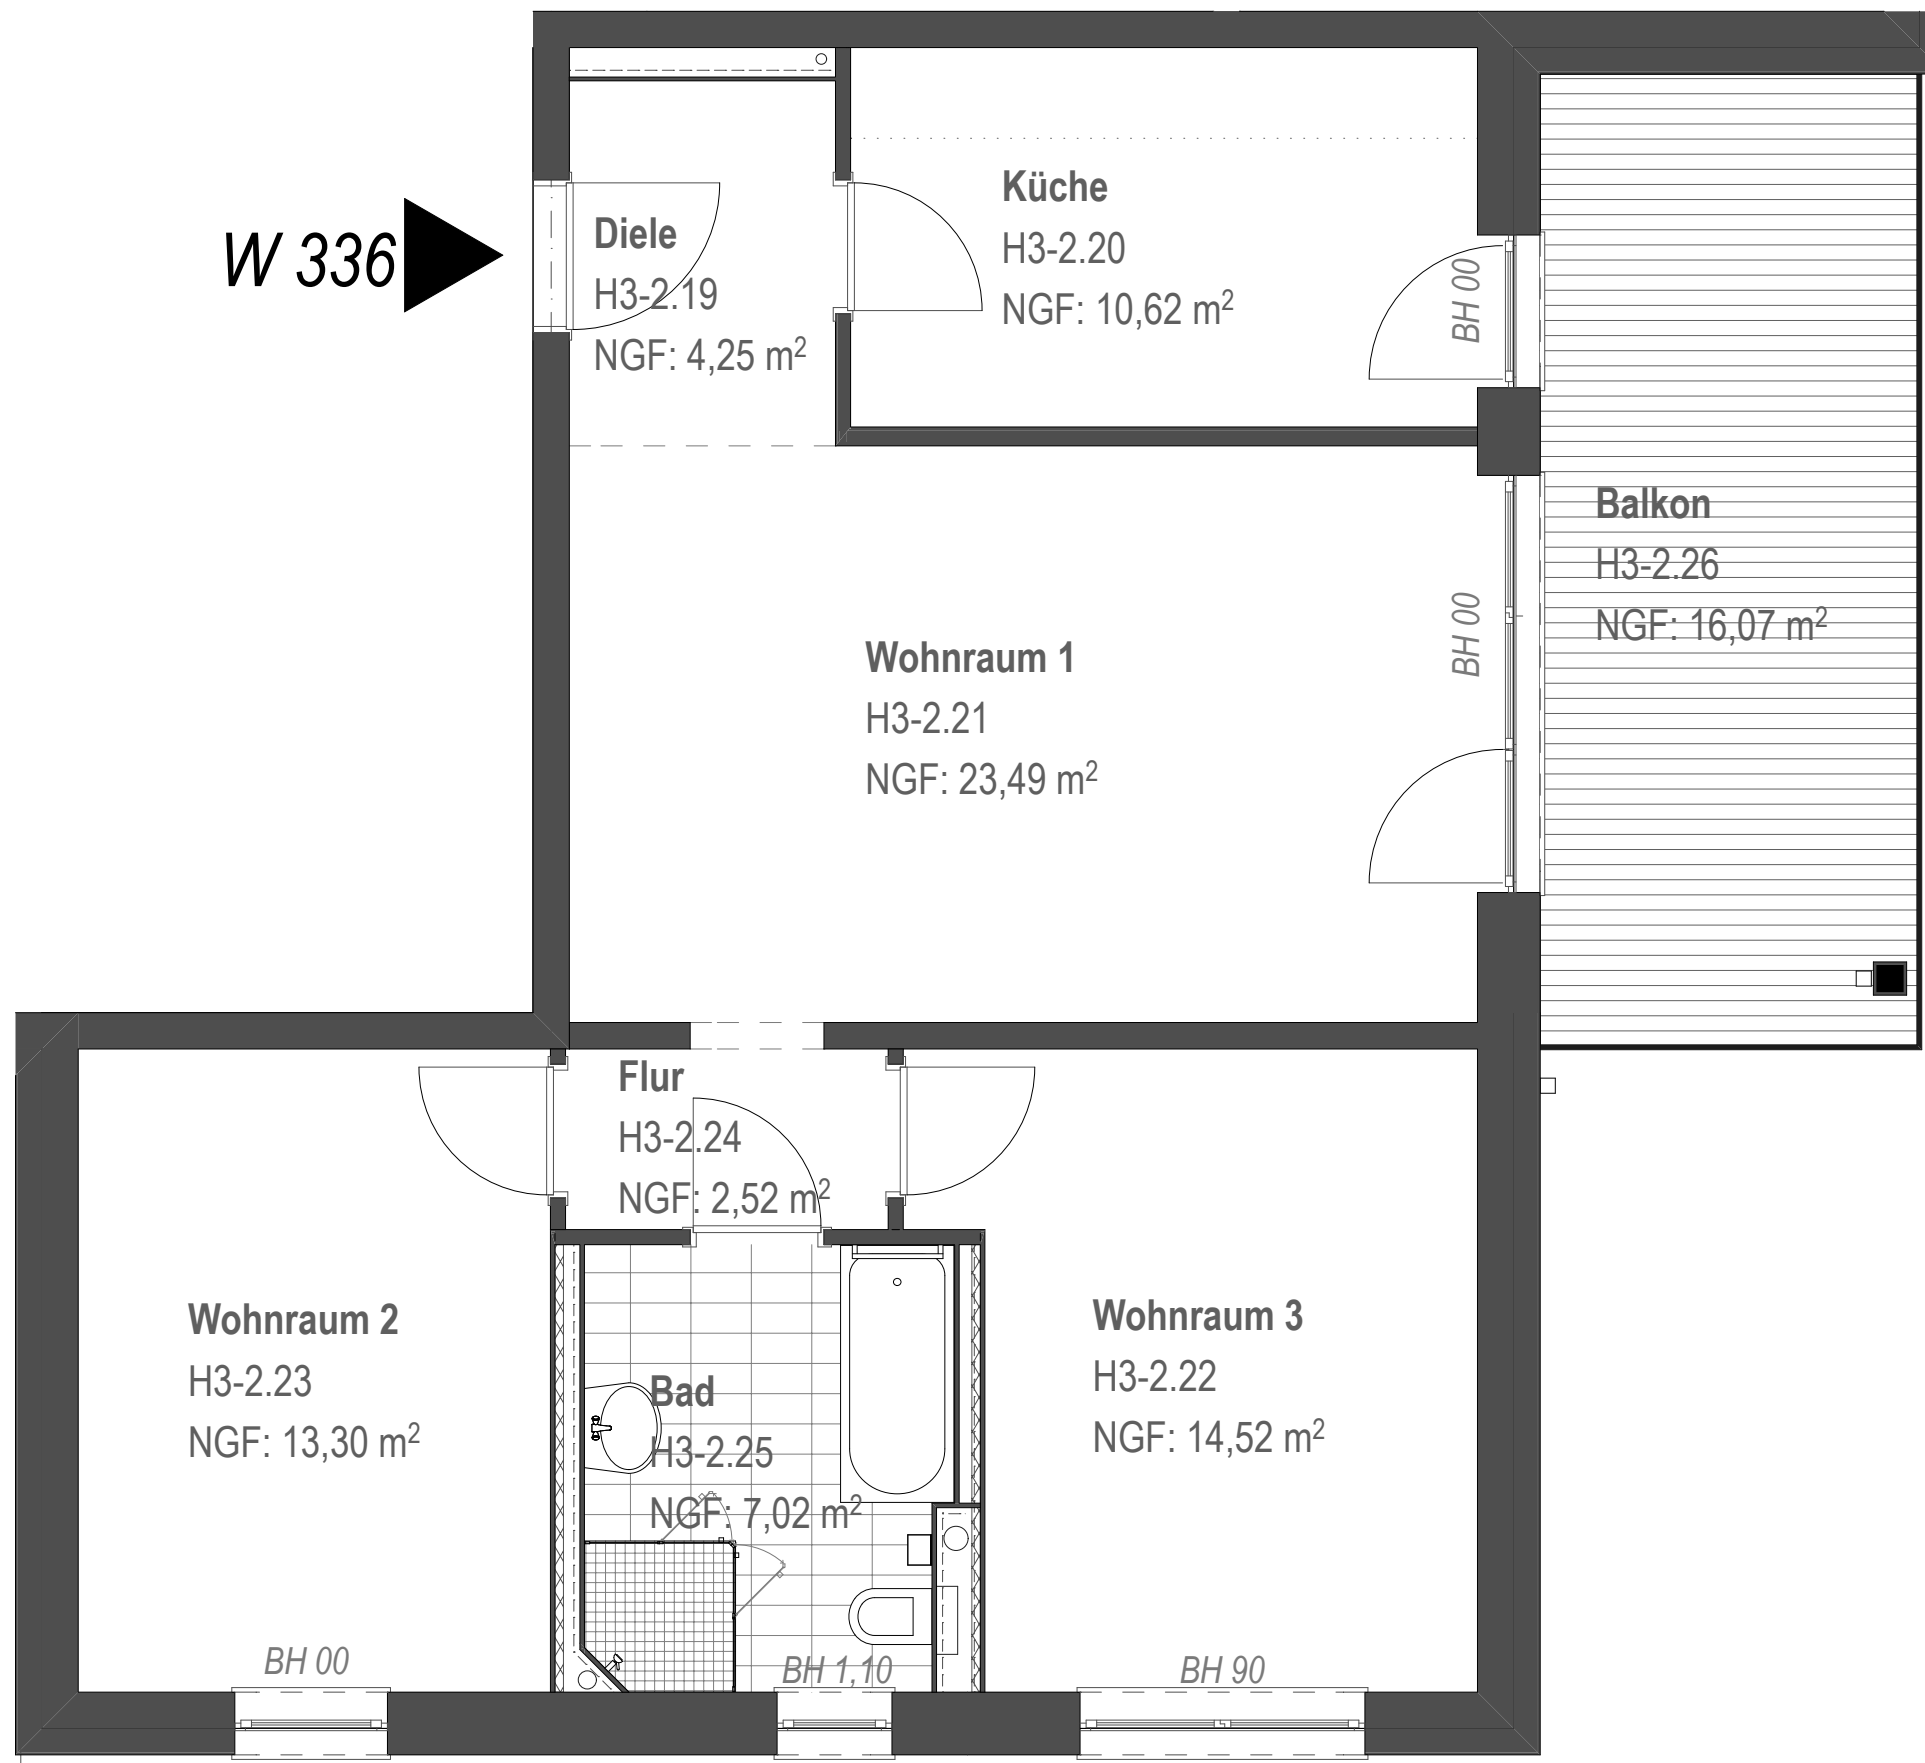 W 336
Diele
H3-2.19
NGF: 4,25 m²
Küche
H3-2.20
NGF: 10,62 m²
BH 00
Balkon
H3-2.26
NGF: 16,07 m²
Wohnraum 1
H3-2.21
NGF: 23,49 m²
BH 00
Flur
H3-2.24
NGF: 2,52 m²
Wohnraum 2
H3-2.23
NGF: 13,30 m²
BH 00
Bad
H3-2.25
NGF: 7,02 m²
BH 1,10
Wohnraum 3
H3-2.22
NGF: 14,52 m²
BH 90